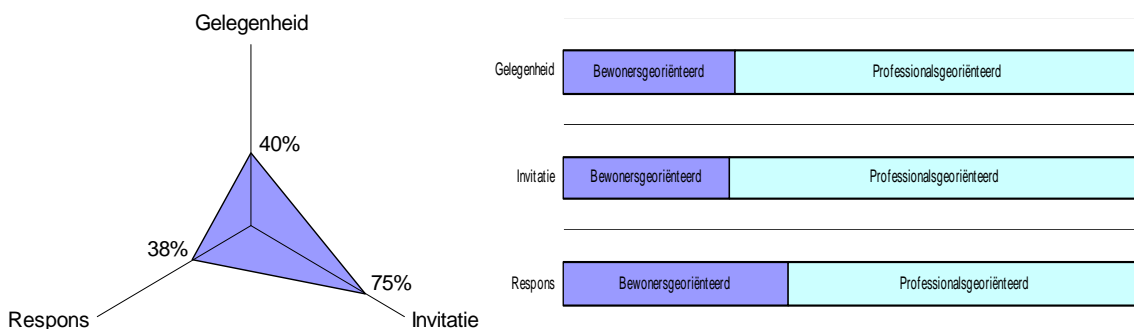 Gelegenheid
40%
38%
75%
Respons
Invitatie
Gelegenheid Bewonersgeoriënteerd Professionalsgeoriënteerd
Invitatie Bewonersgeoriënteerd Professionalsgeoriënteerd
Respons Bewonersgeoriënteerd Professionalsgeoriënteerd